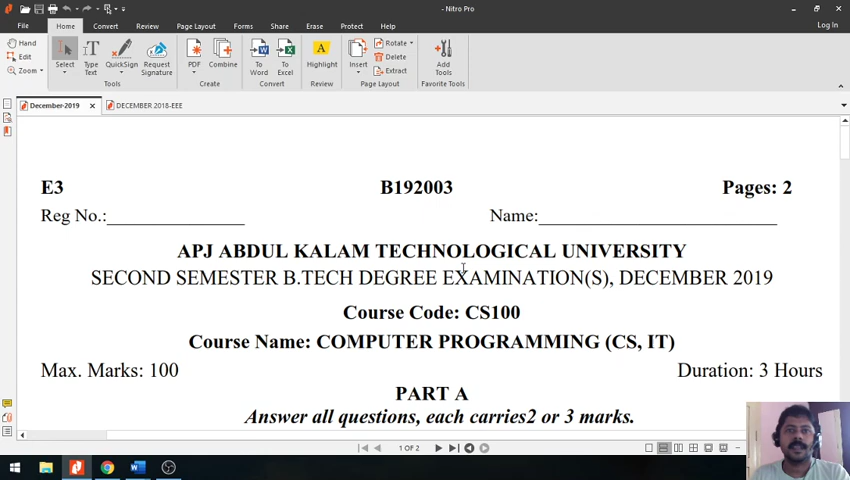 - Nitro Pro
File
Home
Convert
Review
Page Layout
Forms
Share
Erase
Protect
Help
Log In
Hand
Edit
Zoom
Select
Type Text
QuickSign
Request Signature
PDF
Combine
To Word
To Excel
Highlight
Insert
Rotate
Delete
Extract
Add Tools
Tools
Create
Convert
Review
Page Layout
Favorite Tools
December-2019
DECEMBER 2018-EEE
E3 B192003 Pages: 2
Reg No.:______________ Name:__________________________
APJ ABDUL KALAM TECHNOLOGICAL UNIVERSITY
SECOND SEMESTER B.TECH DEGREE EXAMINATION(S), DECEMBER 2019
Course Code: CS100
Course Name: COMPUTER PROGRAMMING (CS, IT)
Max. Marks: 100 Duration: 3 Hours
PART A
Answer all questions, each carries2 or 3 marks.
1 OF 2